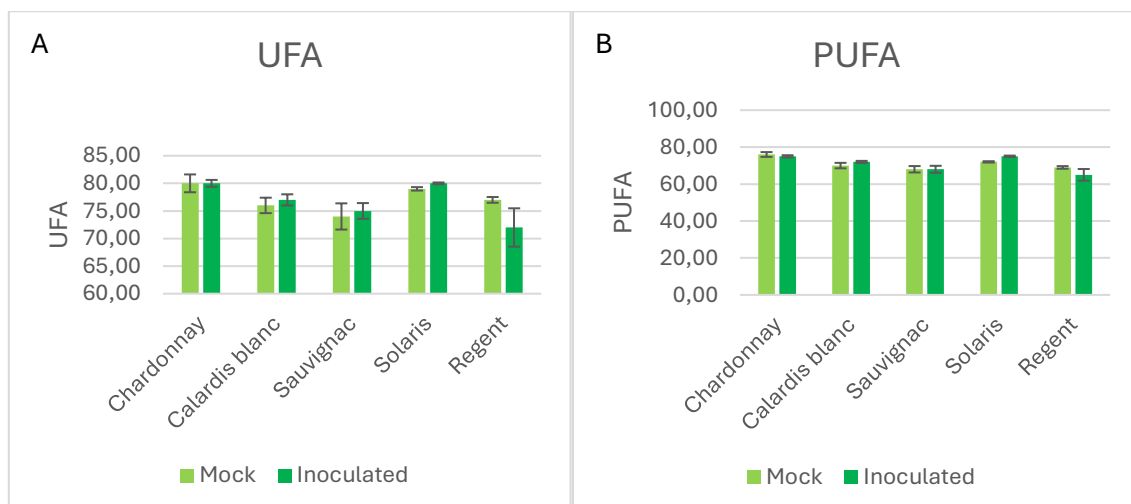 A
UFA
85,00
80,00
75,00
70,00
65,00
60,00
UFA
Chardonnay
Calardis blanc
Sauvignac
Solaris
Regent
Mock Inoculated
B
PUFA
100,00
80,00
60,00
40,00
20,00
0,00
PUFA
Chardonnay
Calardis blanc
Sauvignac
Solaris
Regent
Mock Inoculated